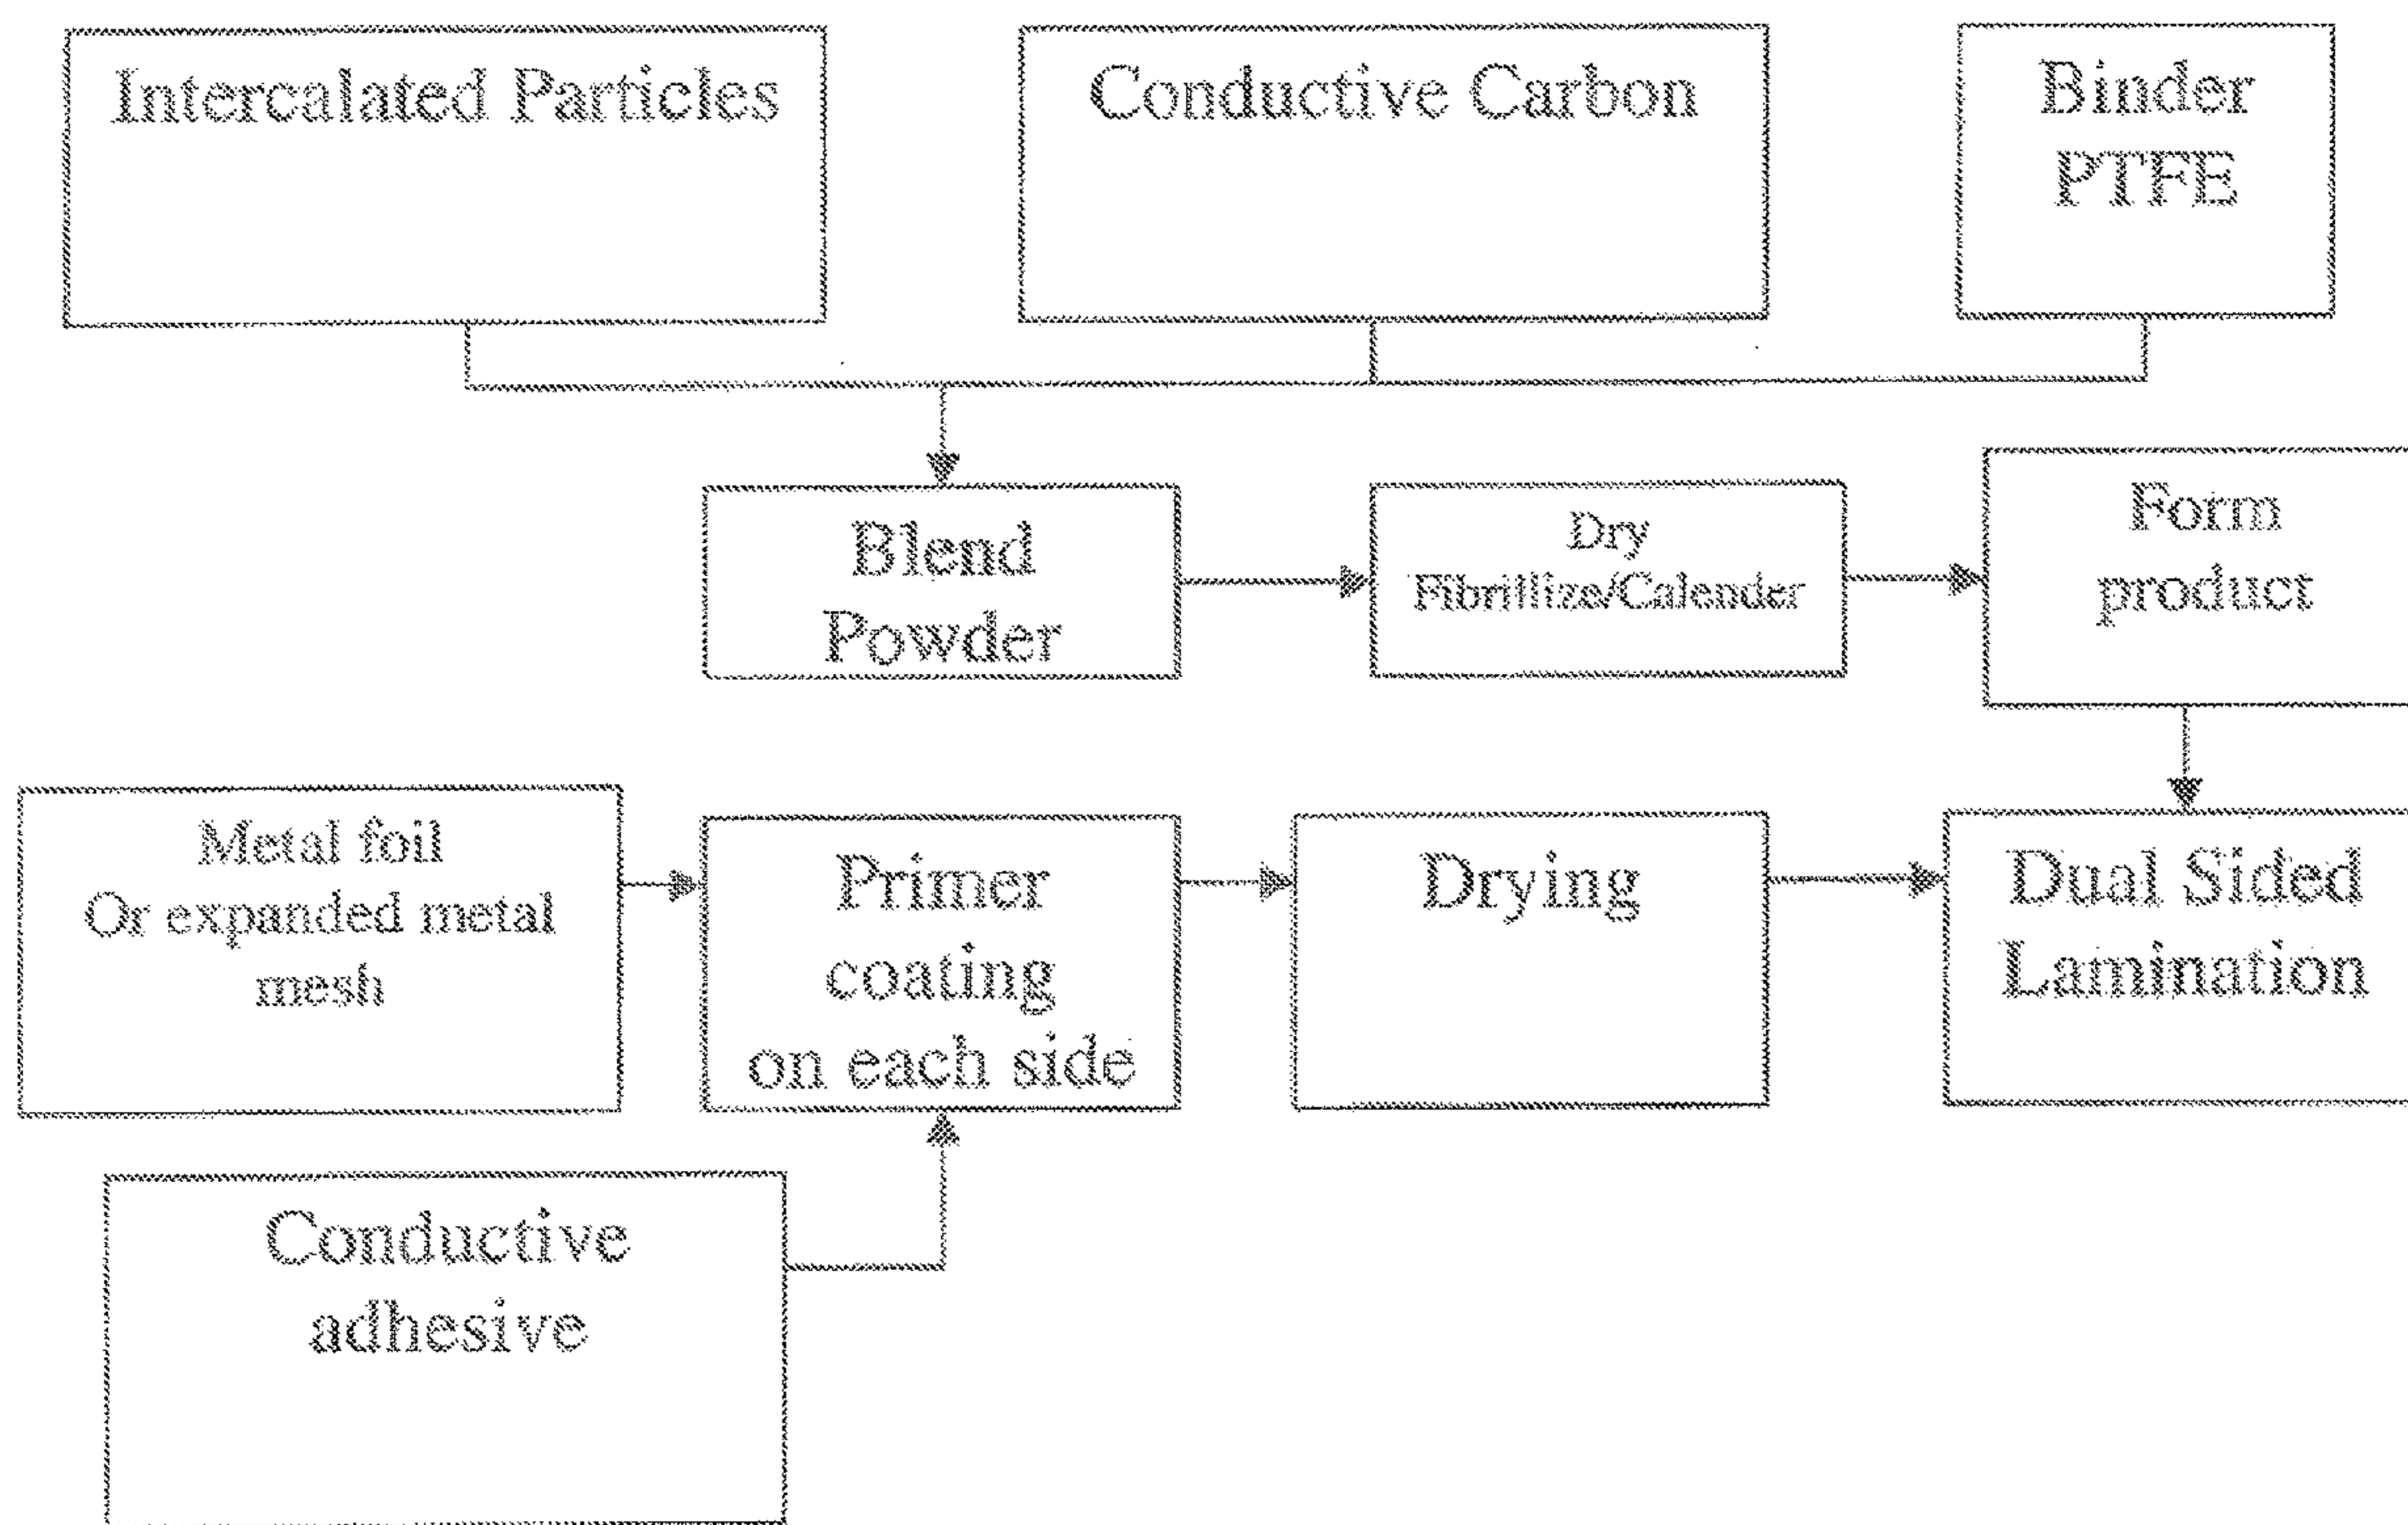 Intercalated Particles
Conductive Carbon
Binder
PTFE
Blend
Powder
Dry
Fibrillize/Calender
Form
product
Metal foil
Or expanded metal
mesh
Primer
coating
on each side
Drying
Dual Sided
Lamination
Conductive
adhesive